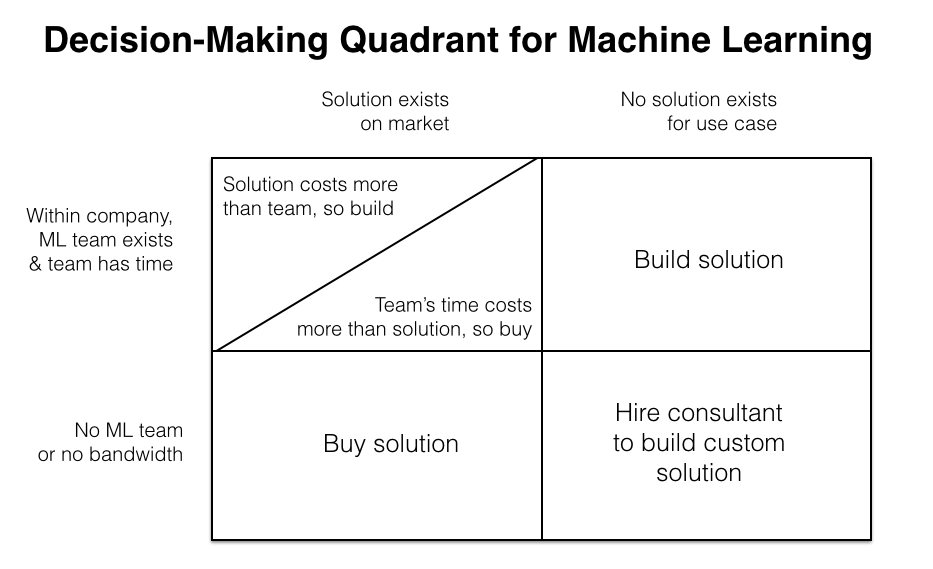 Decision-Making Quadrant for Machine Learning
Solution exists
on market
No solution exists
for use case
Within company,
ML team exists
& team has time
Solution costs more
than team, so build
Team’s time costs
more than solution, so buy
Build solution
No ML team
or no bandwidth
Buy solution
Hire consultant
to build custom
solution